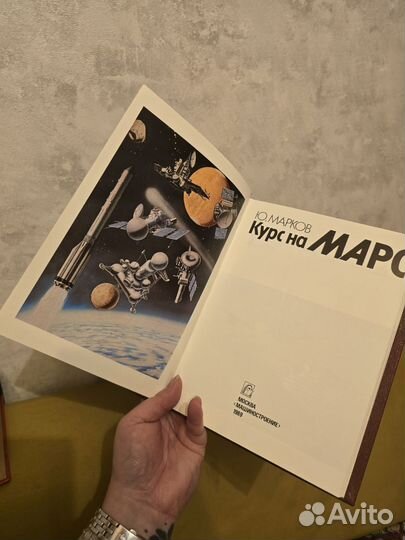 Ю. МАРКОВ
Курс на МАРС
МОСКВА
«МАШИНОСТРОЕНИЕ»
1989
Avito